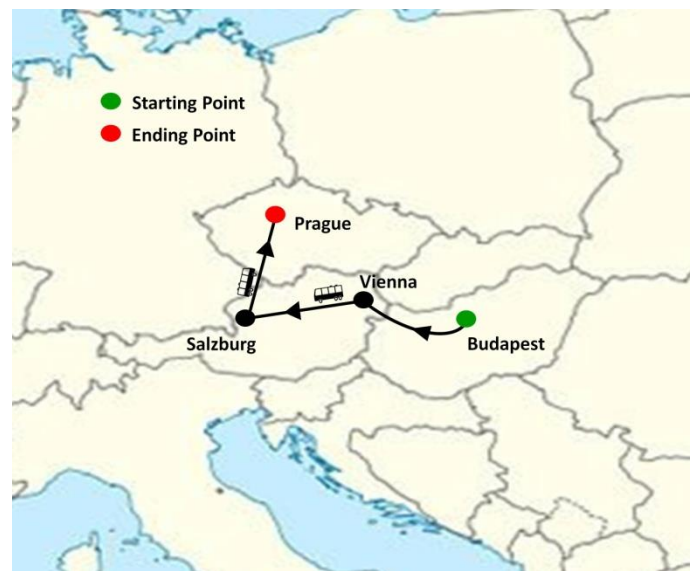 Starting Point
Ending Point
Prague
Vienna
Salzburg
Budapest